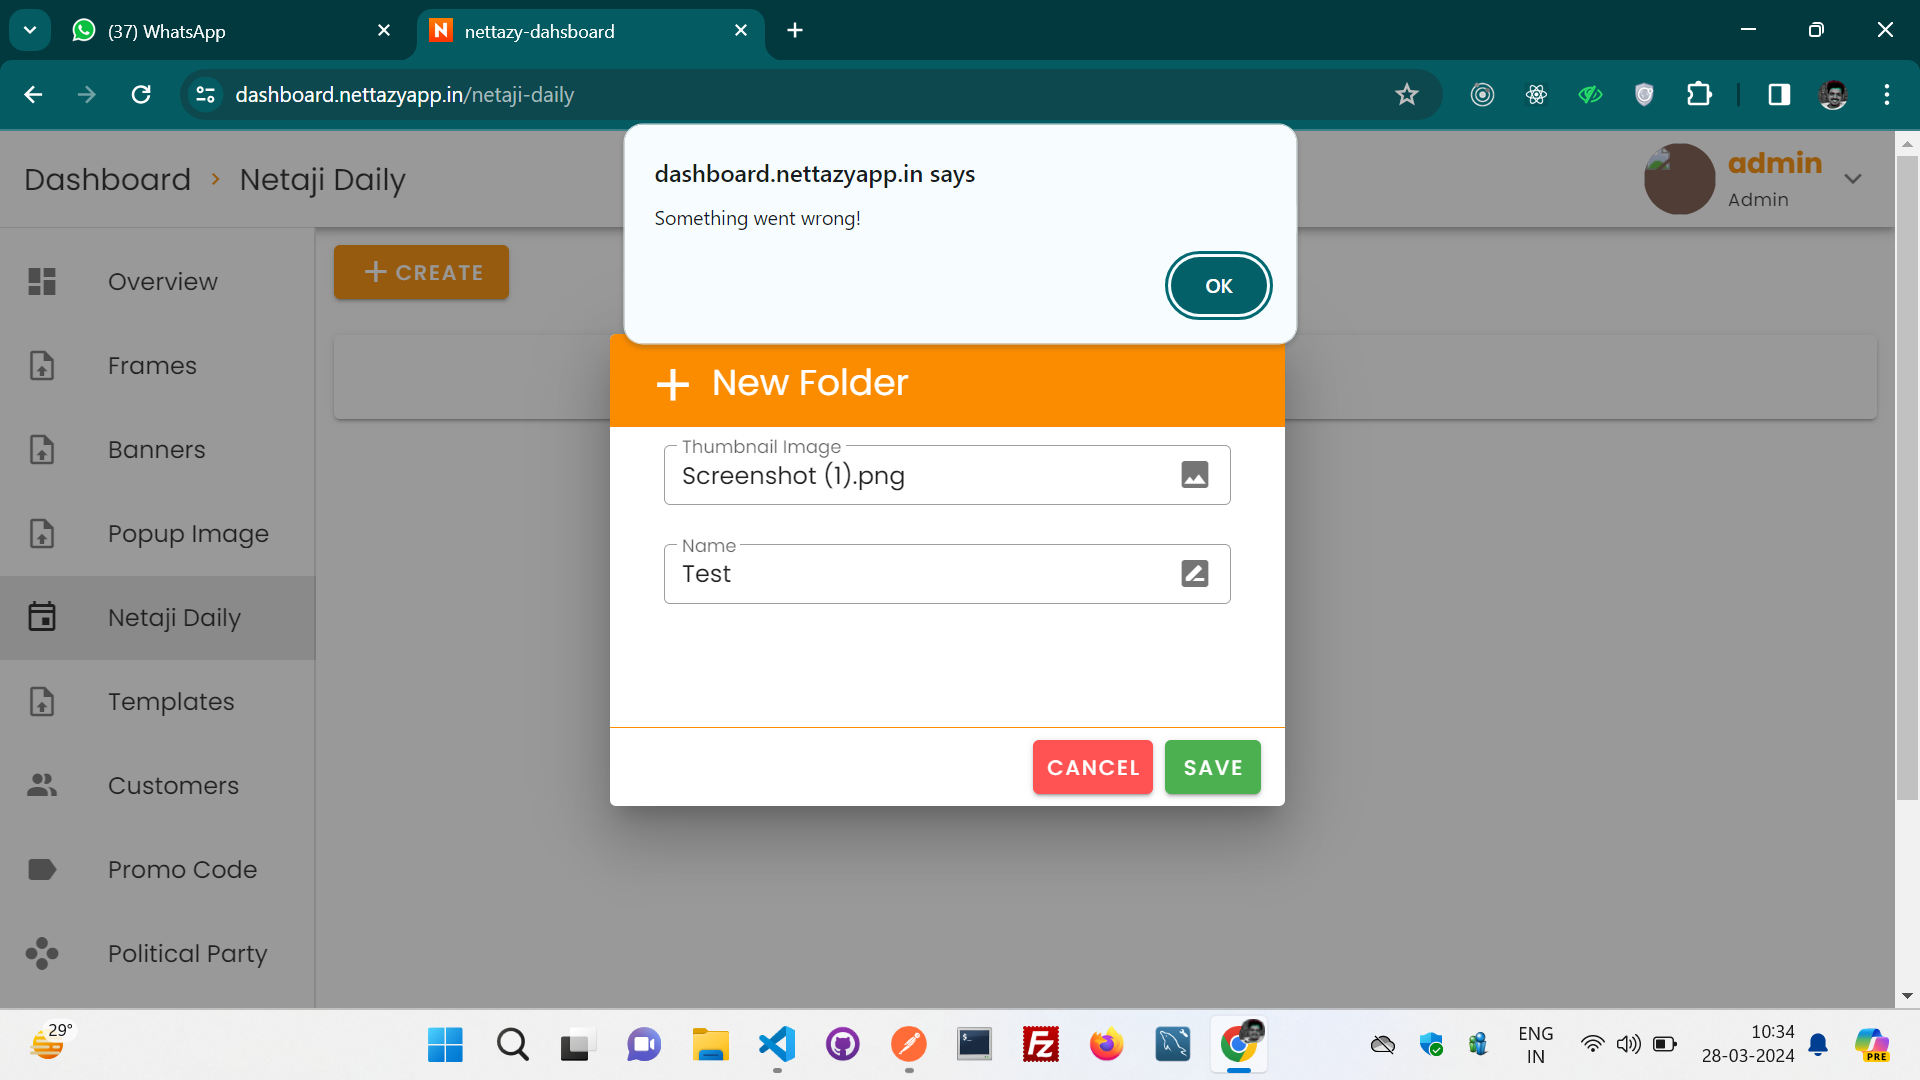 (37) WhatsApp
nettazy-dahsboard
dashboard.nettazyapp.in/netaji-daily
dashboard.nettazyapp.in says
Something went wrong!
OK
Dashboard › Netaji Daily
admin
Admin
CREATE
Overview
Frames
Banners
Popup Image
Netaji Daily
Templates
Customers
Promo Code
Political Party
New Folder
Thumbnail Image
Screenshot (1).png
Name
Test
CANCEL
SAVE
29°
ENG
IN
10:34
28-03-2024
PRE